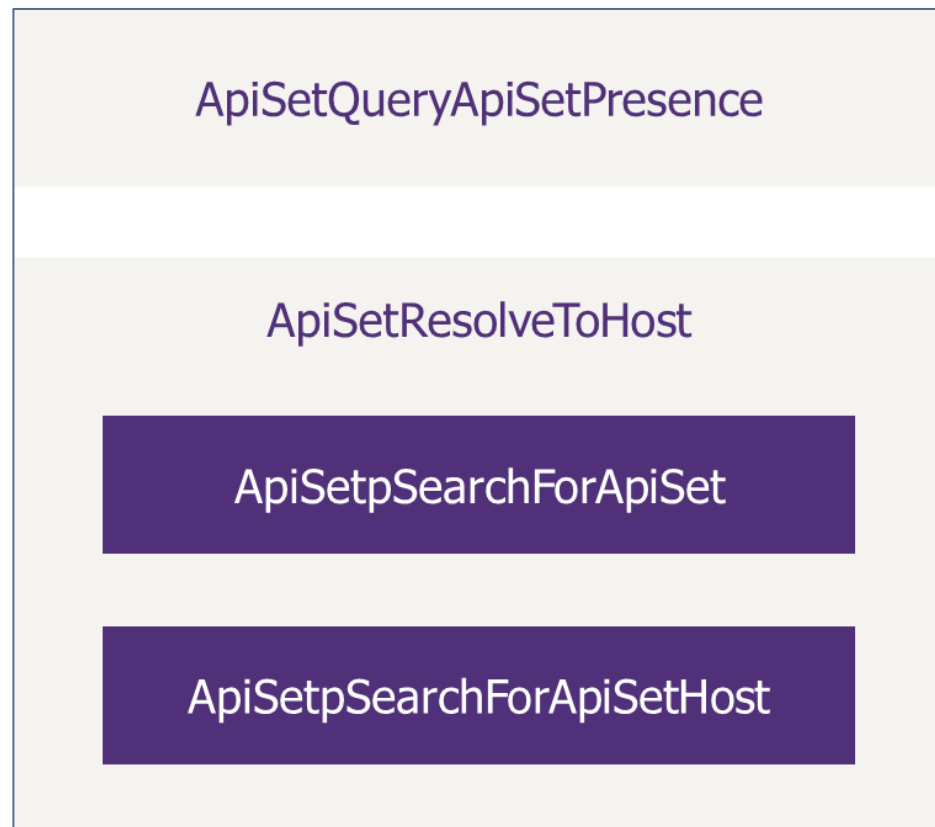 ApiSetQueryApiSetPresence
ApiSetResolveToHost
ApiSetpSearchForApiSet
ApiSetpSearchForApiSetHost